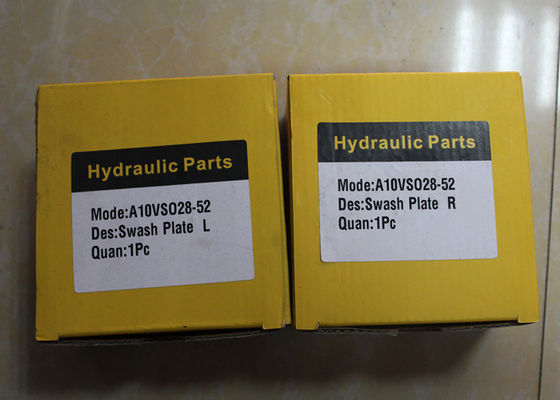 Hydraulic Parts
Mode:A10VSO28-52
Des:Swash Plate L
Quan:1Pc
Hydraulic Parts
Mode:A10VSO28-52
Des:Swash Plate R
Quan:1Pc